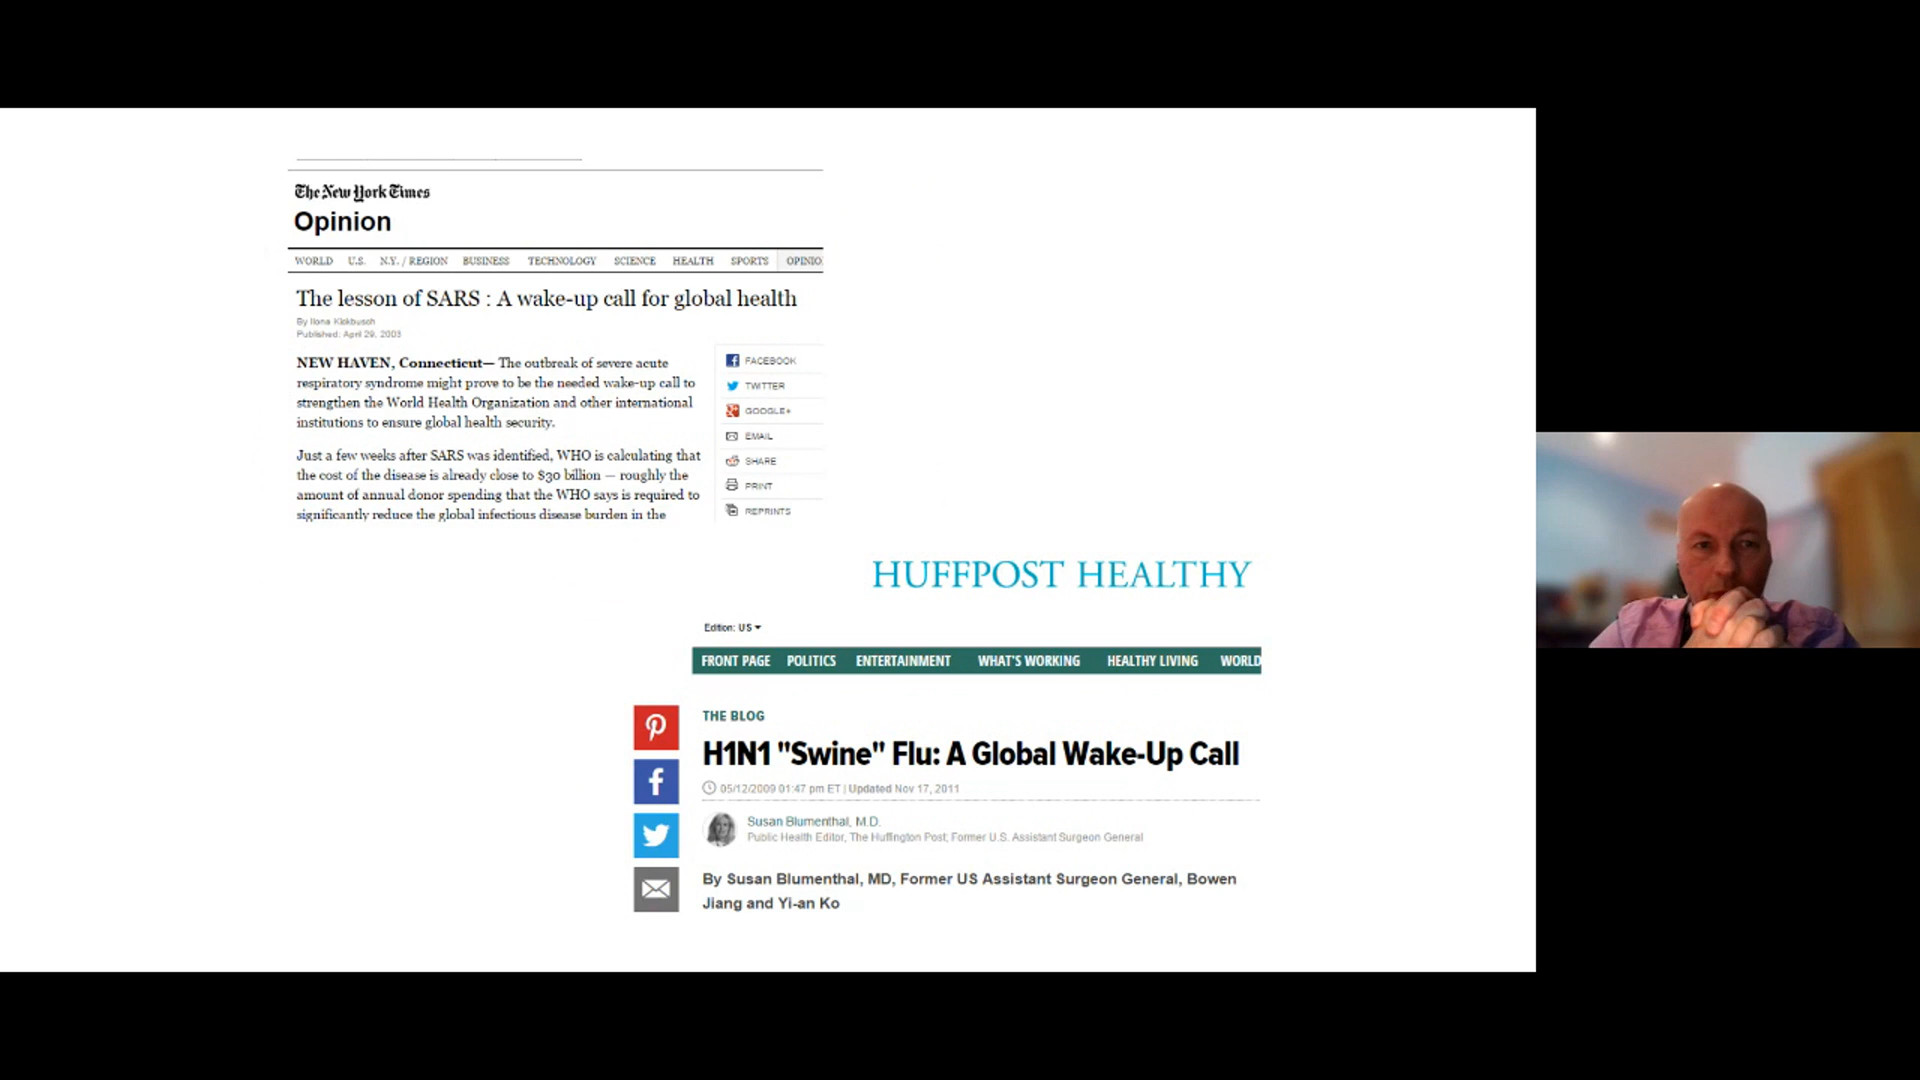 The New York Times
Opinion
WORLD U.S. N.Y. / REGION BUSINESS TECHNOLOGY SCIENCE HEALTH SPORTS OPINIO
The lesson of SARS : A wake-up call for global health
By Ilona Kickbusch
Published: April 29, 2003
NEW HAVEN, Connecticut— The outbreak of severe acute
respiratory syndrome might prove to be the needed wake-up call to
strengthen the World Health Organization and other international
institutions to ensure global health security.
Just a few weeks after SARS was identified, WHO is calculating that
the cost of the disease is already close to $30 billion — roughly the
amount of annual donor spending that the WHO says is required to
significantly reduce the global infectious disease burden in the
FACEBOOK
TWITTER
GOOGLE+
EMAIL
SHARE
PRINT
REPRINTS
HUFFPOST HEALTHY
Edition: US
FRONT PAGE POLITICS ENTERTAINMENT WHAT'S WORKING HEALTHY LIVING WORLD
THE BLOG
H1N1 "Swine" Flu: A Global Wake-Up Call
05/12/2009 01:47 pm ET | Updated Nov 17, 2011
Susan Blumenthal, M.D.
Public Health Editor, The Huffington Post; Former U.S. Assistant Surgeon General
By Susan Blumenthal, MD, Former US Assistant Surgeon General, Bowen
Jiang and Yi-an Ko